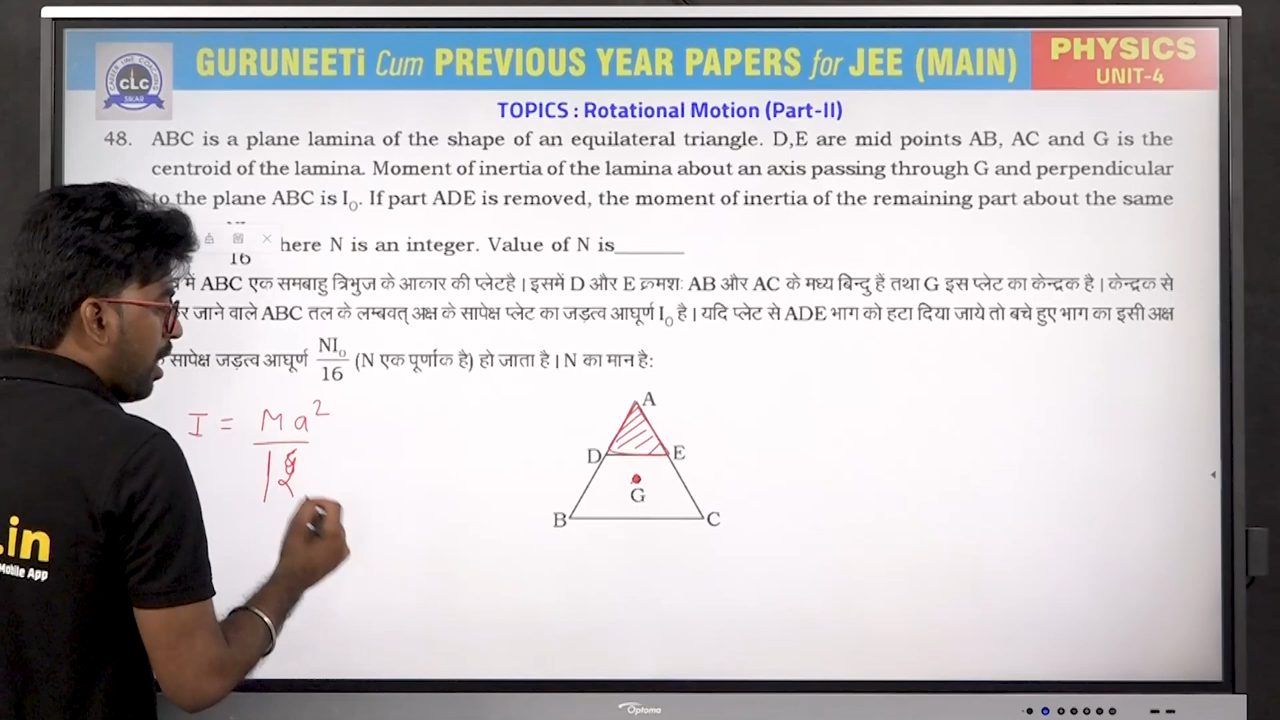 GURUNEETi Cum PREVIOUS YEAR PAPERS for JEE (MAIN)
PHYSICS
UNIT-4
CLC
SIKAR
TOPICS : Rotational Motion (Part-II)
48. ABC is a plane lamina of the shape of an equilateral triangle. D,E are mid points AB, AC and G is the
centroid of the lamina. Moment of inertia of the lamina about an axis passing through G and perpendicular
to the plane ABC is I₀. If part ADE is removed, the moment of inertia of the remaining part about the same
16 here N is an integer. Value of N is______
में ABC एक समबाहु त्रिभुज के आकार की प्लेटहै । इसमें D और E क्रमशः AB और AC के मध्य बिन्दु हैं तथा G इस प्लेट का केन्द्रक है । केन्द्रक से
जाने वाले ABC तल के लम्बवत् अक्ष के सापेक्ष प्लेट का जड़त्व आघूर्ण I₀ है । यदि प्लेट से ADE भाग को हटा दिया जाये तो बचे हुए भाग का इसी अक्ष
सापेक्ष जड़त्व आघूर्ण NI₀/16 (N एक पूर्णांक है) हो जाता है । N का मान है:
I = Ma²
A
D
E
G
B
C
.in
Mobile App
Optoma